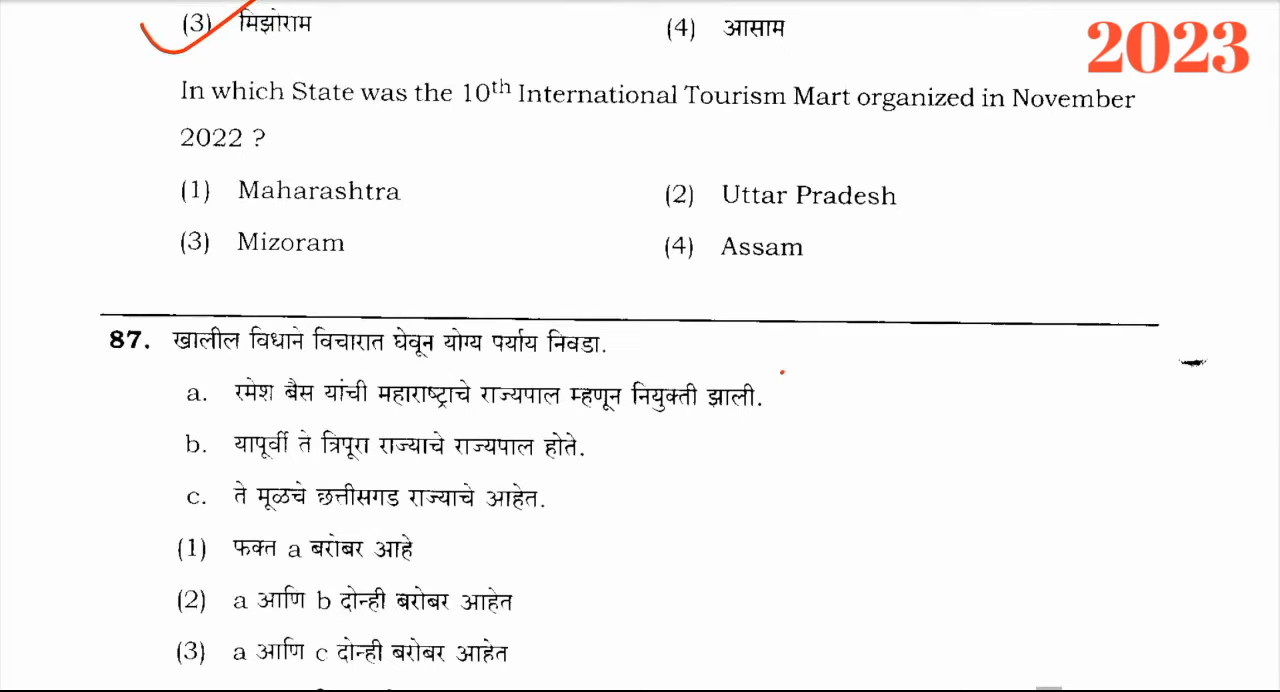 (3) मिझोराम (4) आसाम
2023
In which State was the 10th International Tourism Mart organized in November
2022 ?
(1) Maharashtra (2) Uttar Pradesh
(3) Mizoram (4) Assam
87. खालील विधाने विचारात घेवून योग्य पर्याय निवडा.
a. रमेश बैस यांची महाराष्ट्राचे राज्यपाल म्हणून नियुक्ती झाली.
b. यापूर्वी ते त्रिपूरा राज्याचे राज्यपाल होते.
c. ते मूळचे छत्तीसगड राज्याचे आहेत.
(1) फक्त a बरोबर आहे
(2) a आणि b दोन्ही बरोबर आहेत
(3) a आणि c दोन्ही बरोबर आहेत